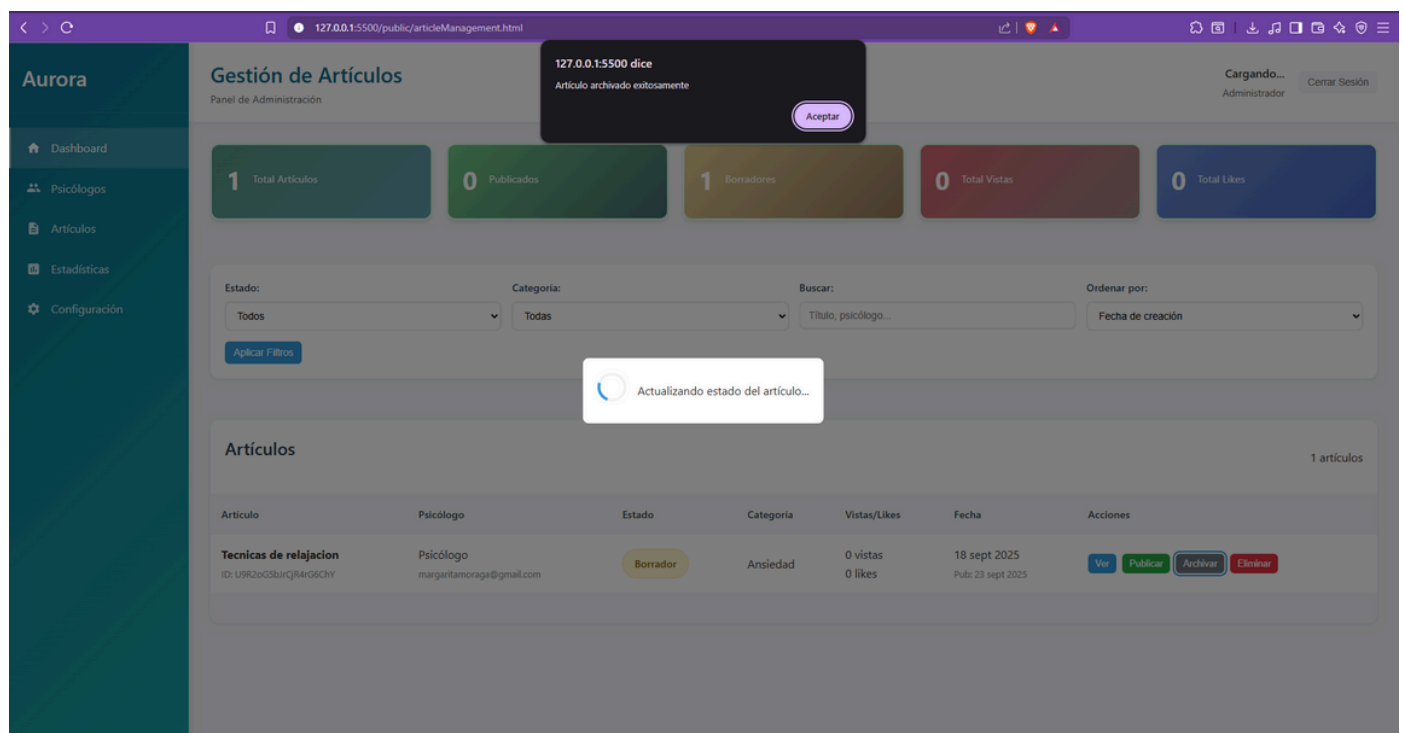 127.0.0.1:5500/public/articleManagement.html
127.0.0.1:5500 dice
Artículo archivado exitosamente
Aceptar
Aurora
Gestión de Artículos
Panel de Administración
Cargando...
Administrador
Cerrar Sesión
Dashboard
Psicólogos
Artículos
Estadísticas
Configuración
1 Total Artículos
0 Publicados
1 Borradores
0 Total Vistas
0 Total Likes
Estado: Categoría: Buscar: Ordenar por:
Todos Todas Título, psicólogo... Fecha de creación
Aplicar Filtros
Actualizando estado del artículo...
Artículos
1 artículos
Artículo Psicólogo Estado Categoría Vistas/Likes Fecha Acciones
Tecnicas de relajacion Psicólogo Borrador Ansiedad 0 vistas 18 sept 2025 Ver Publicar Archivar Eliminar
margaritamoraga@gmail.com 0 likes Pub: 23 sept 2025